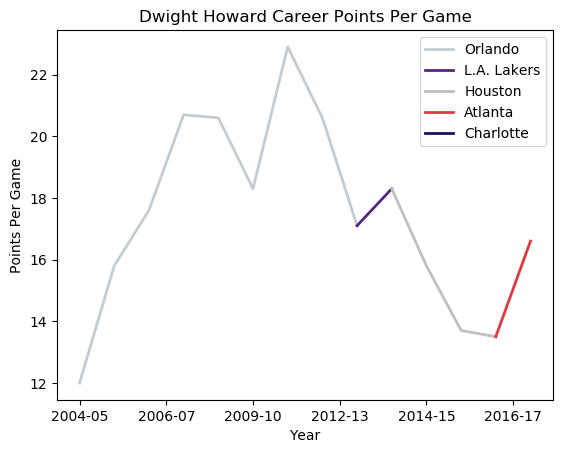 Dwight Howard Career Points Per Game
Orlando
L.A. Lakers
Houston
Atlanta
Charlotte
22
20
18
16
14
12
Points Per Game
2004-05 2006-07 2009-10 2012-13 2014-15 2016-17
Year